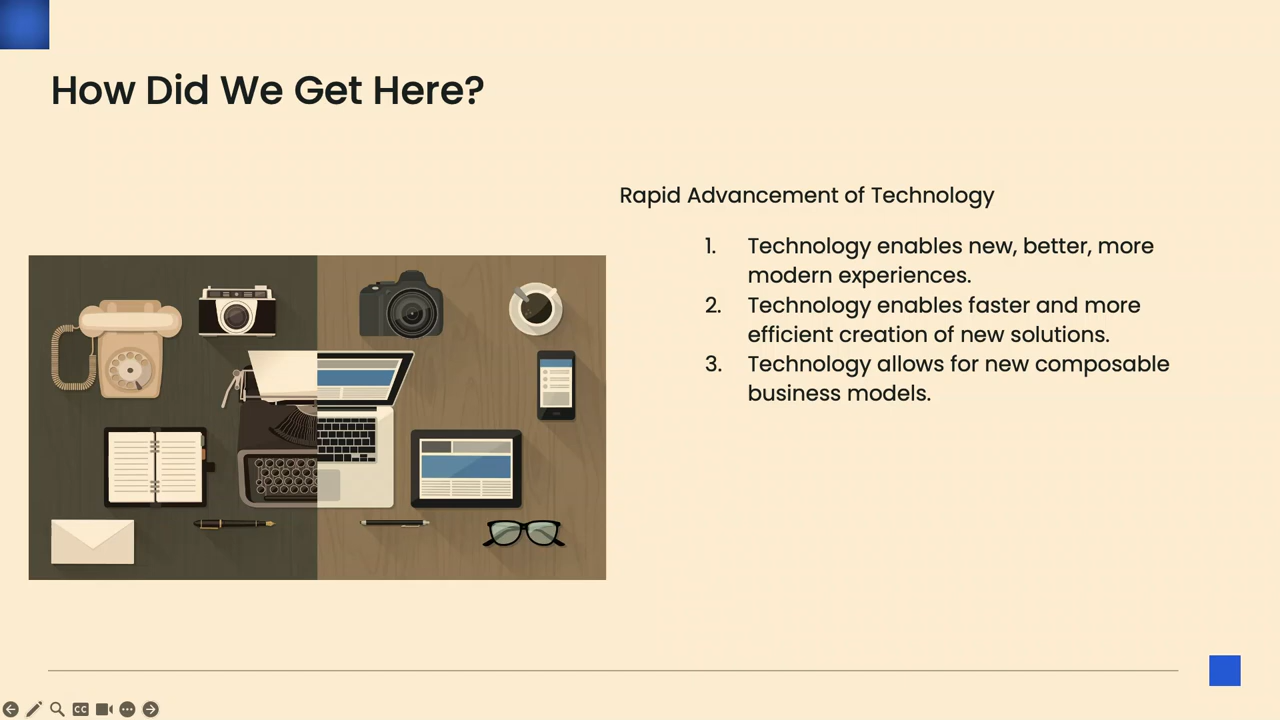 How Did We Get Here?
Rapid Advancement of Technology
1. Technology enables new, better, more
modern experiences.
2. Technology enables faster and more
efficient creation of new solutions.
3. Technology allows for new composable
business models.
CC